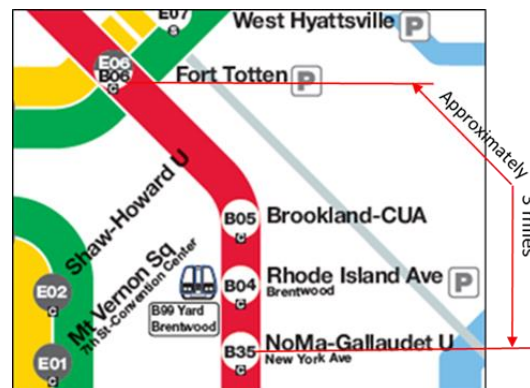 E07
S
West Hyattsville P
E06
B06
C
Fort Totten P
Approximately
miles
B05
C
Brookland-CUA
Shaw-Howard U
Mt Vernon Sq
7th St-Convention Center
E02
C
B04
C
Rhode Island Ave P
Brentwood
B99 Yard
Brentwood
B35
C
NoMa-Gallaudet U
New York Ave
E01
C